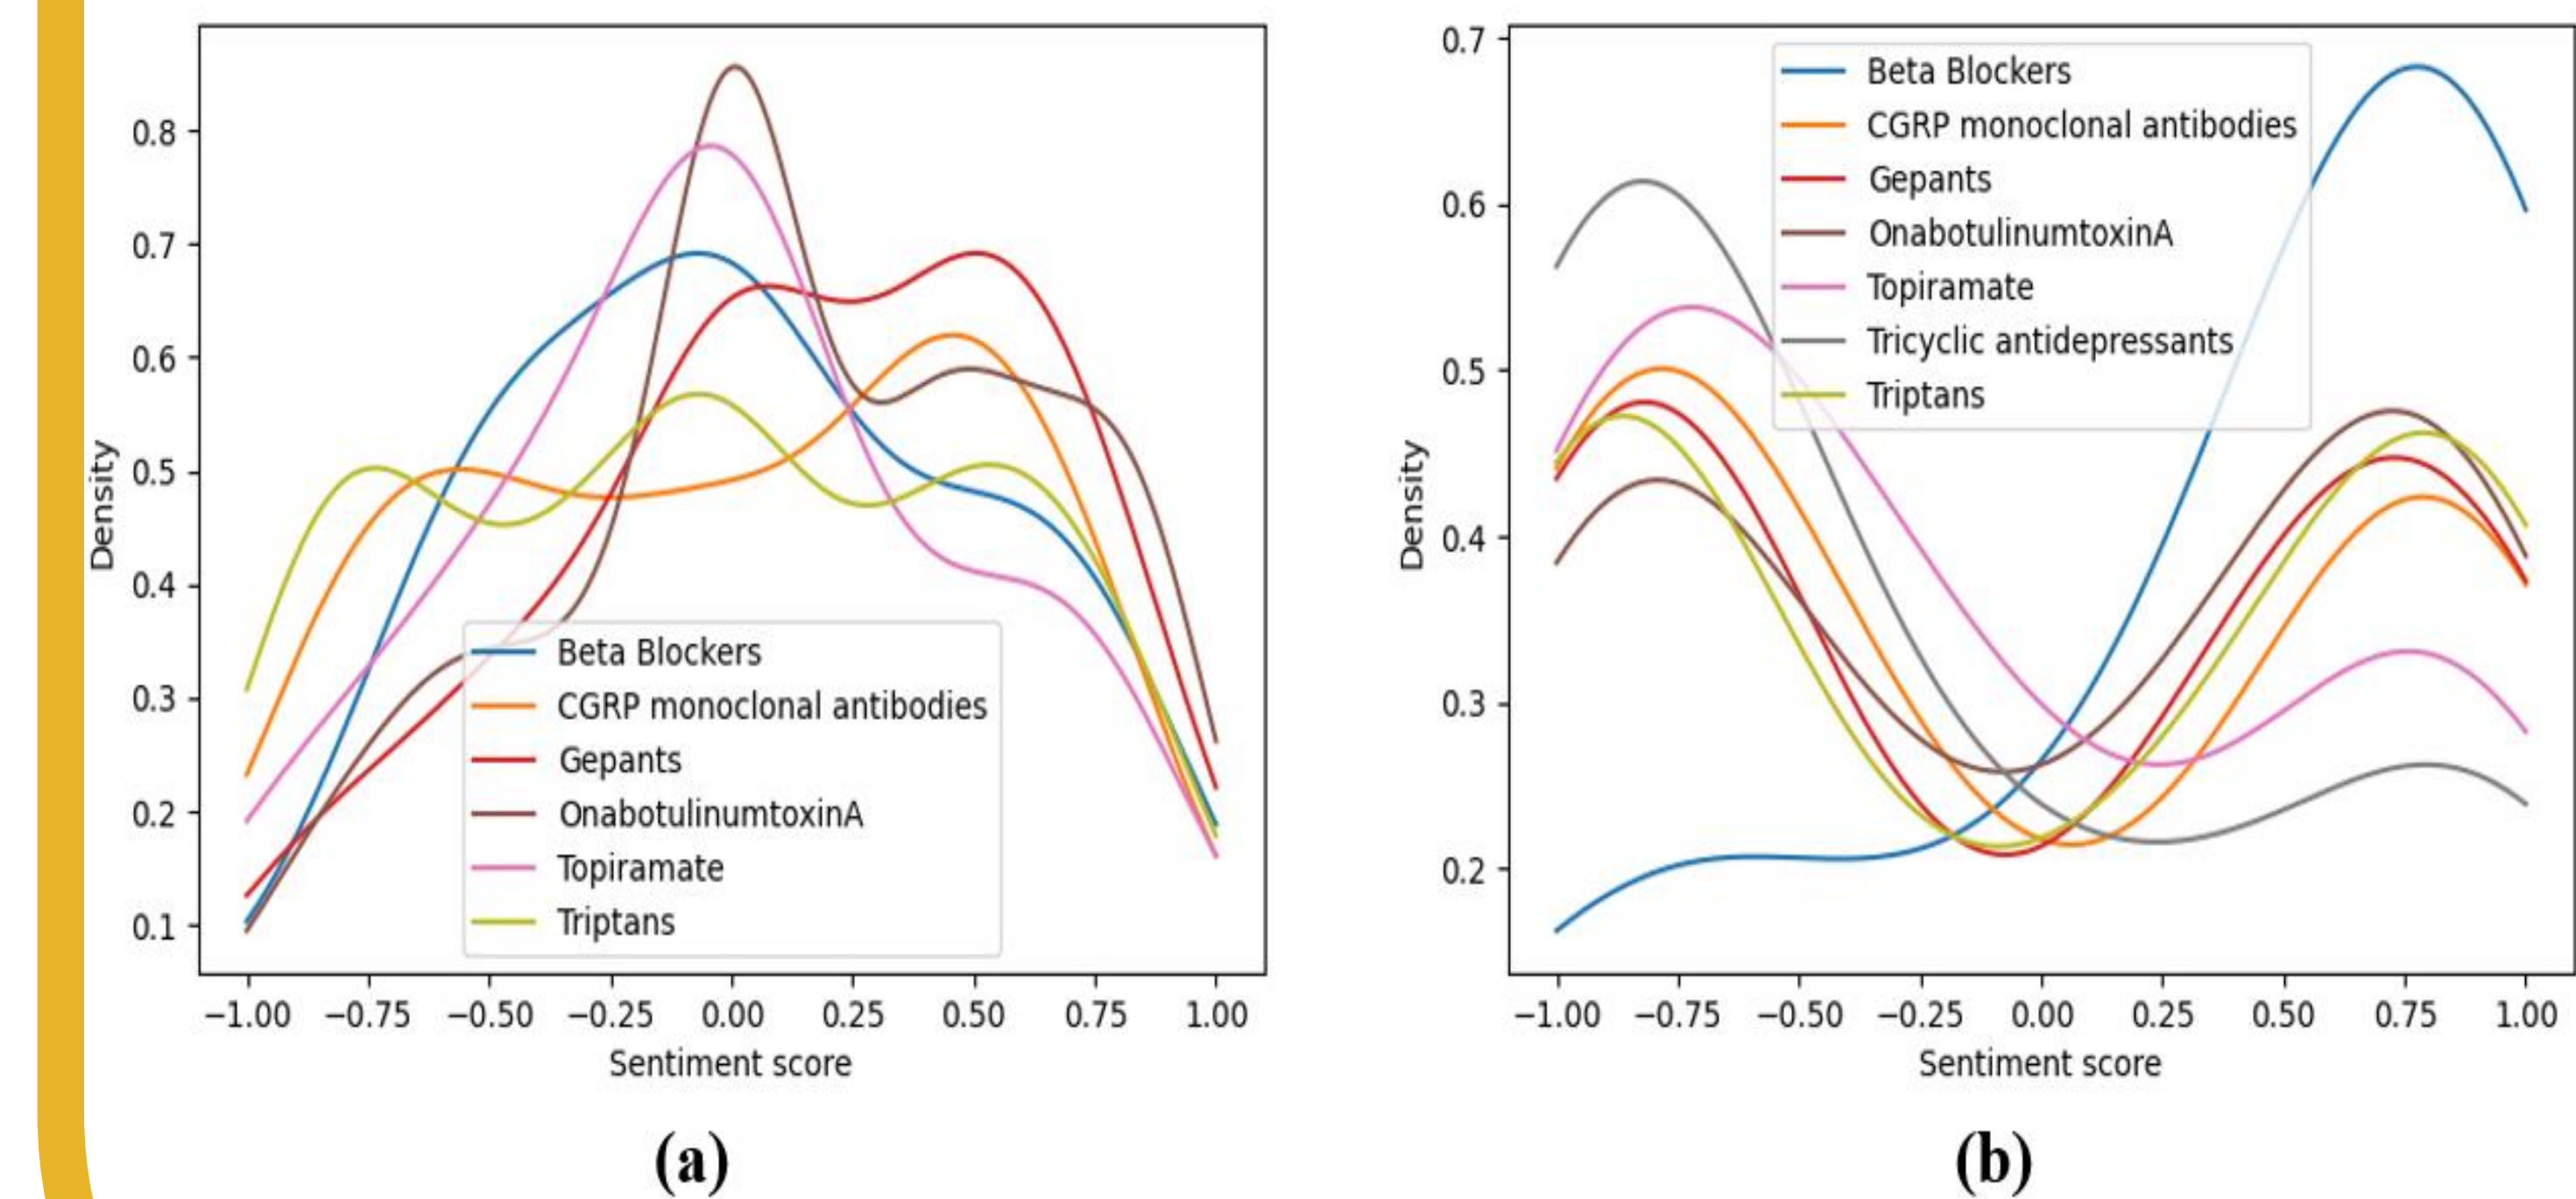 Density
0.8
0.7
0.6
0.5
0.4
0.3
0.2
0.1
Beta Blockers
CGRP monoclonal antibodies
Gepants
OnabotulinumtoxinA
Topiramate
Triptans
−1.00 −0.75 −0.50 −0.25 0.00 0.25 0.50 0.75 1.00
Sentiment score
(a)
Density
0.7
0.6
0.5
0.4
0.3
0.2
Beta Blockers
CGRP monoclonal antibodies
Gepants
OnabotulinumtoxinA
Topiramate
Tricyclic antidepressants
Triptans
−1.00 −0.75 −0.50 −0.25 0.00 0.25 0.50 0.75 1.00
Sentiment score
(b)